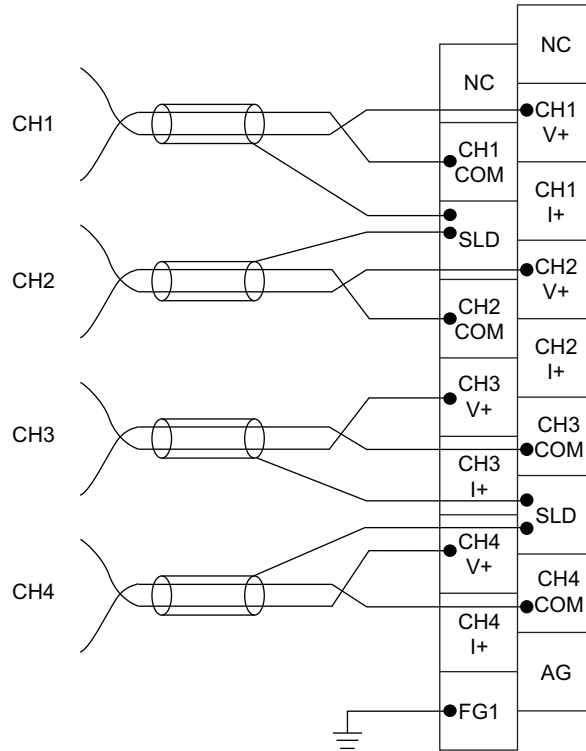 NC
NC
CH1
CH1
V+
CH1
COM
CH1
I+
SLD
CH2
CH2
V+
CH2
COM
CH2
I+
CH3
V+
CH3
CH3
COM
CH3
I+
SLD
CH4
V+
CH4
CH4
COM
CH4
I+
AG
FG1